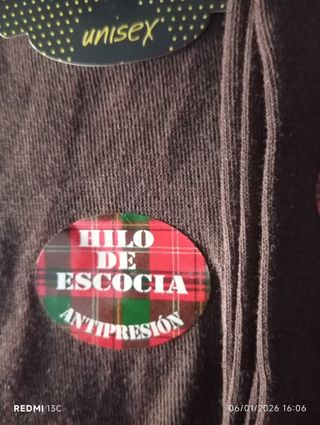 unisex
HILO
DE
ESCOCIA
ANTIPRESIÓN
REDMI 13C
06/01/2026 16:06